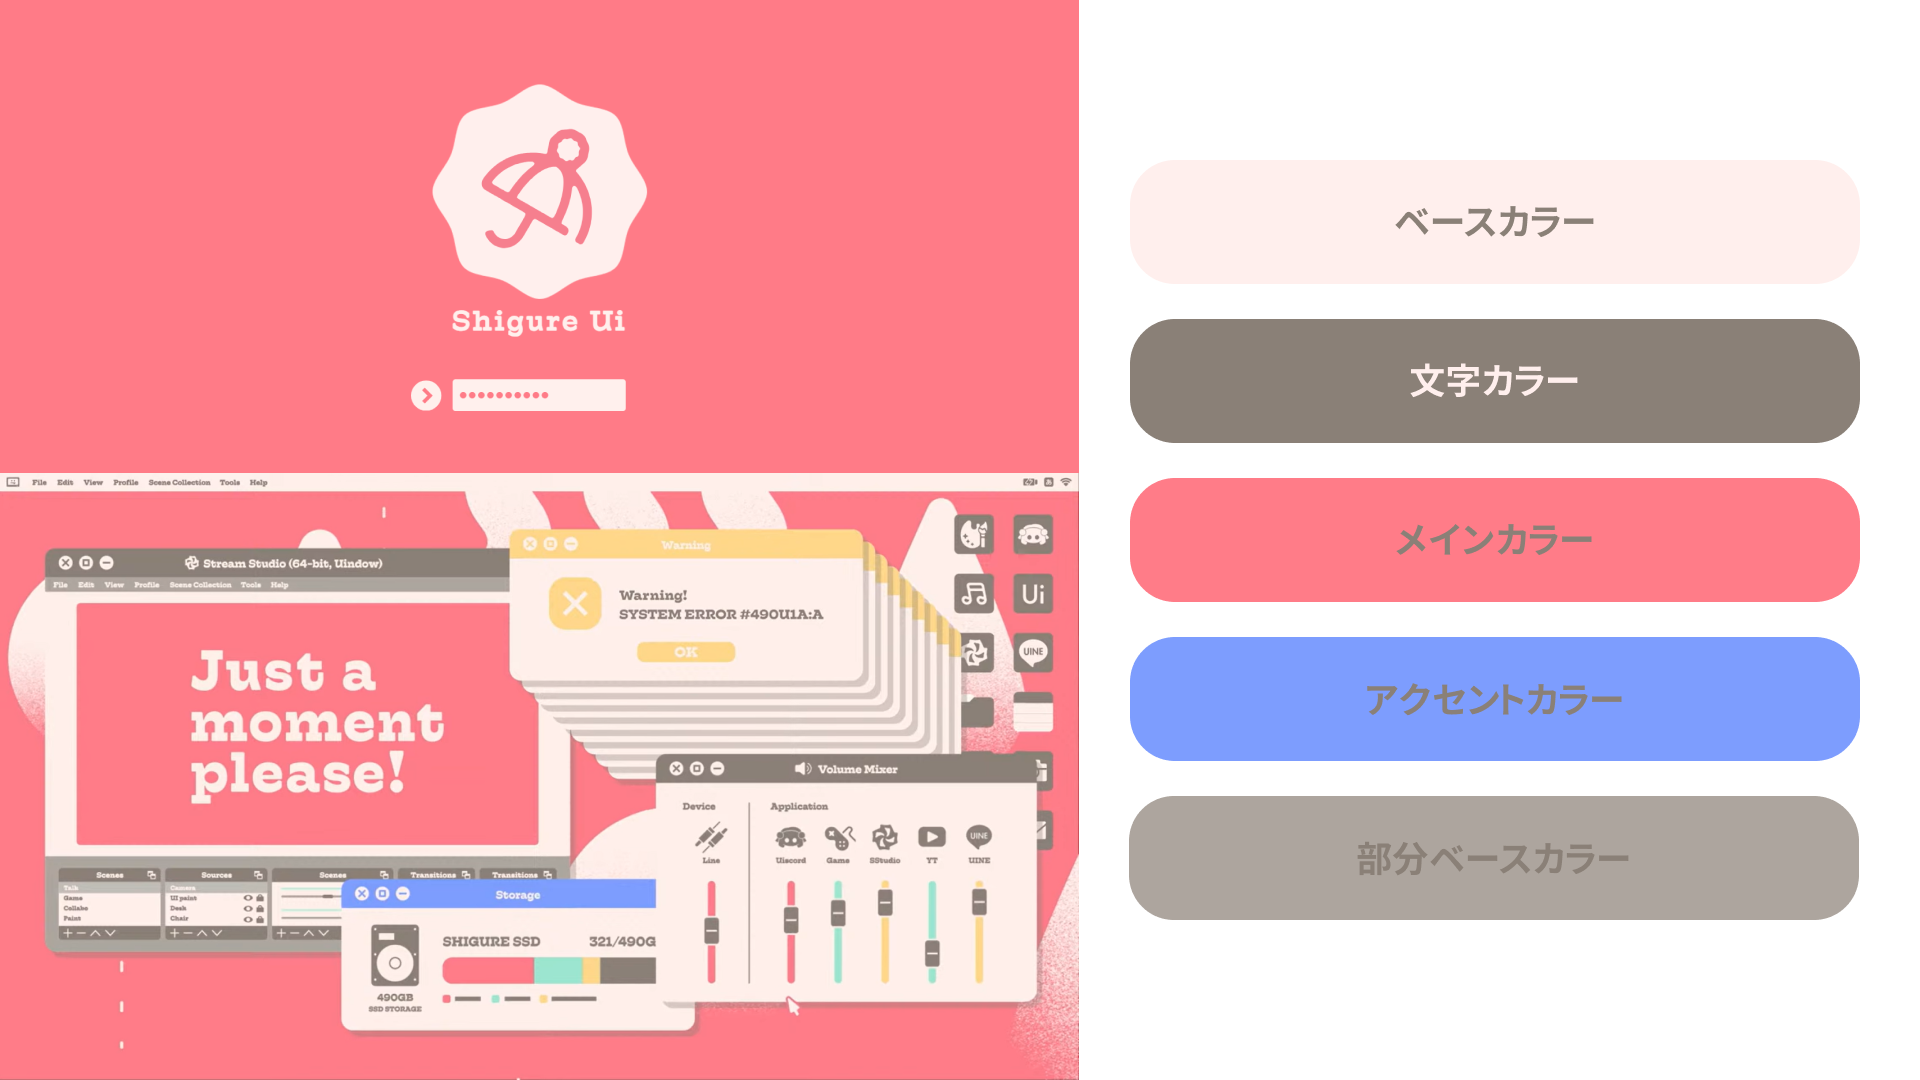 Shigure Ui
File Edit View Profile Scene Collection Tools Help
Stream Studio (64-bit, Uindow)
File Edit View Profile Scene Collection Tools Help
Just a
moment
please!
Warning
Warning!
SYSTEM ERROR #490U1A:A
OK
Ui
UINE
Volume Mixer
Device
Application
UINE
Line
Uiscord Game SStudio YT UINE
Scenes
Talk
Game
Collabo
Paint
Sources
Camera
UI paint
Desk
Chair
Scenes
Transitions
Transitions
Storage
SHIGURE SSD 321/490G
490GB
SSD STORAGE
ベースカラー
文字カラー
メインカラー
アクセントカラー
部分ベースカラー